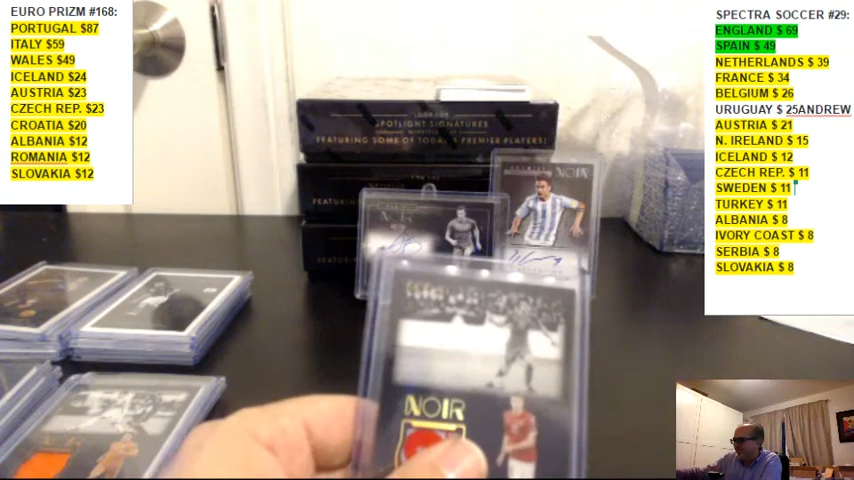 EURO PRIZM #168:
PORTUGAL $87
ITALY $59
WALES $49
ICELAND $24
AUSTRIA $23
CZECH REP. $23
CROATIA $20
ALBANIA $12
ROMANIA $12
SLOVAKIA $12
SPECTRA SOCCER #29:
ENGLAND $ 69
SPAIN $ 49
NETHERLANDS $ 39
FRANCE $ 34
BELGIUM $ 26
URUGUAY $ 25ANDREW
AUSTRIA $ 21
N. IRELAND $ 15
ICELAND $ 12
CZECH REP. $ 11
SWEDEN $ 11
TURKEY $ 11
ALBANIA $ 8
IVORY COAST $ 8
SERBIA $ 8
SLOVAKIA $ 8
LOOK FOR
SPOTLIGHT SIGNATURES
FEATURING SOME OF TODAY'S PREMIER PLAYERS!
NOIR
NOIR
NOIR